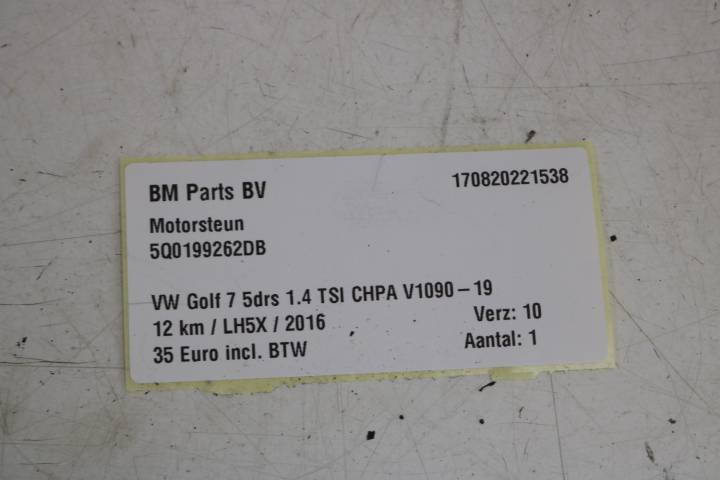 BM Parts BV 170820221538
Motorsteun
5Q0199262DB
VW Golf 7 5drs 1.4 TSI CHPA V1090-19
12 km / LH5X / 2016 Verz: 10
35 Euro incl. BTW Aantal: 1